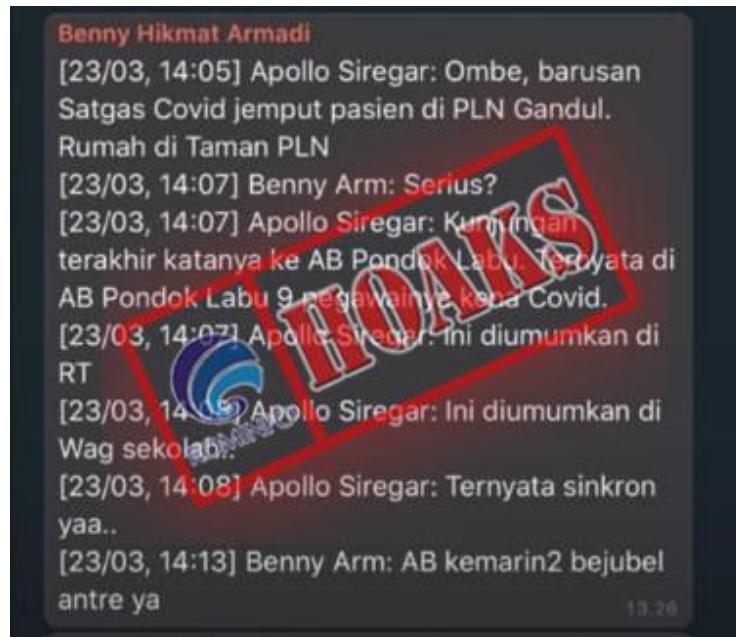 Benny Hikmat Armadi
[23/03, 14:05] Apollo Siregar: Ombe, barusan
Satgas Covid jemput pasien di PLN Gandul.
Rumah di Taman PLN
[23/03, 14:07] Benny Arm: Serius?
[23/03, 14:07] Apollo Siregar: Kunjungan
terakhir katanya ke AB Pondok Labu. Ternyata di
AB Pondok Labu 9 pegawainya kena Covid.
[23/03, 14:07] Apollo Siregar: Ini diumumkan di
RT
[23/03, 14:08] Apollo Siregar: Ini diumumkan di
Wag sekolah..
[23/03, 14:08] Apollo Siregar: Ternyata sinkron
yaa..
[23/03, 14:13] Benny Arm: AB kemarin2 bejubel
antre ya
13.26
HOAKS
KOMINFO